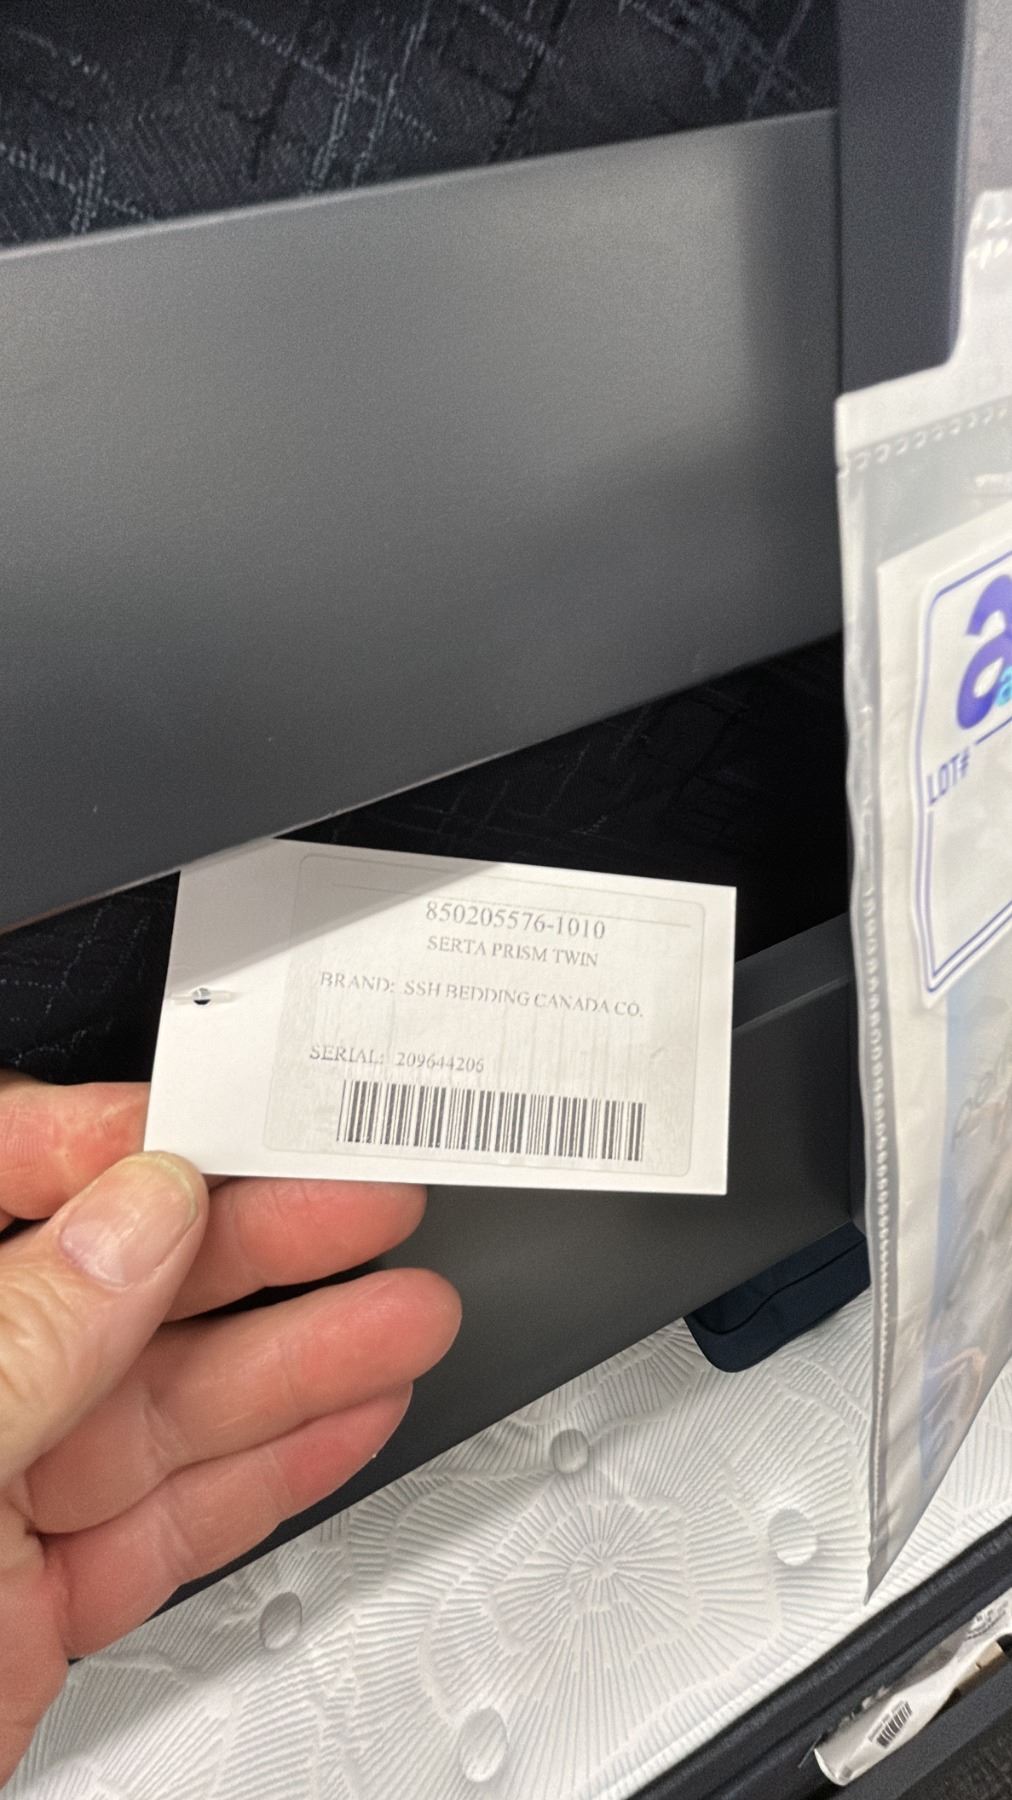 850205576-1010
SERTA PRISM TWIN
BRAND: SSH BEDDING CANADA CO.
SERIAL: 209644206
a
LOT#